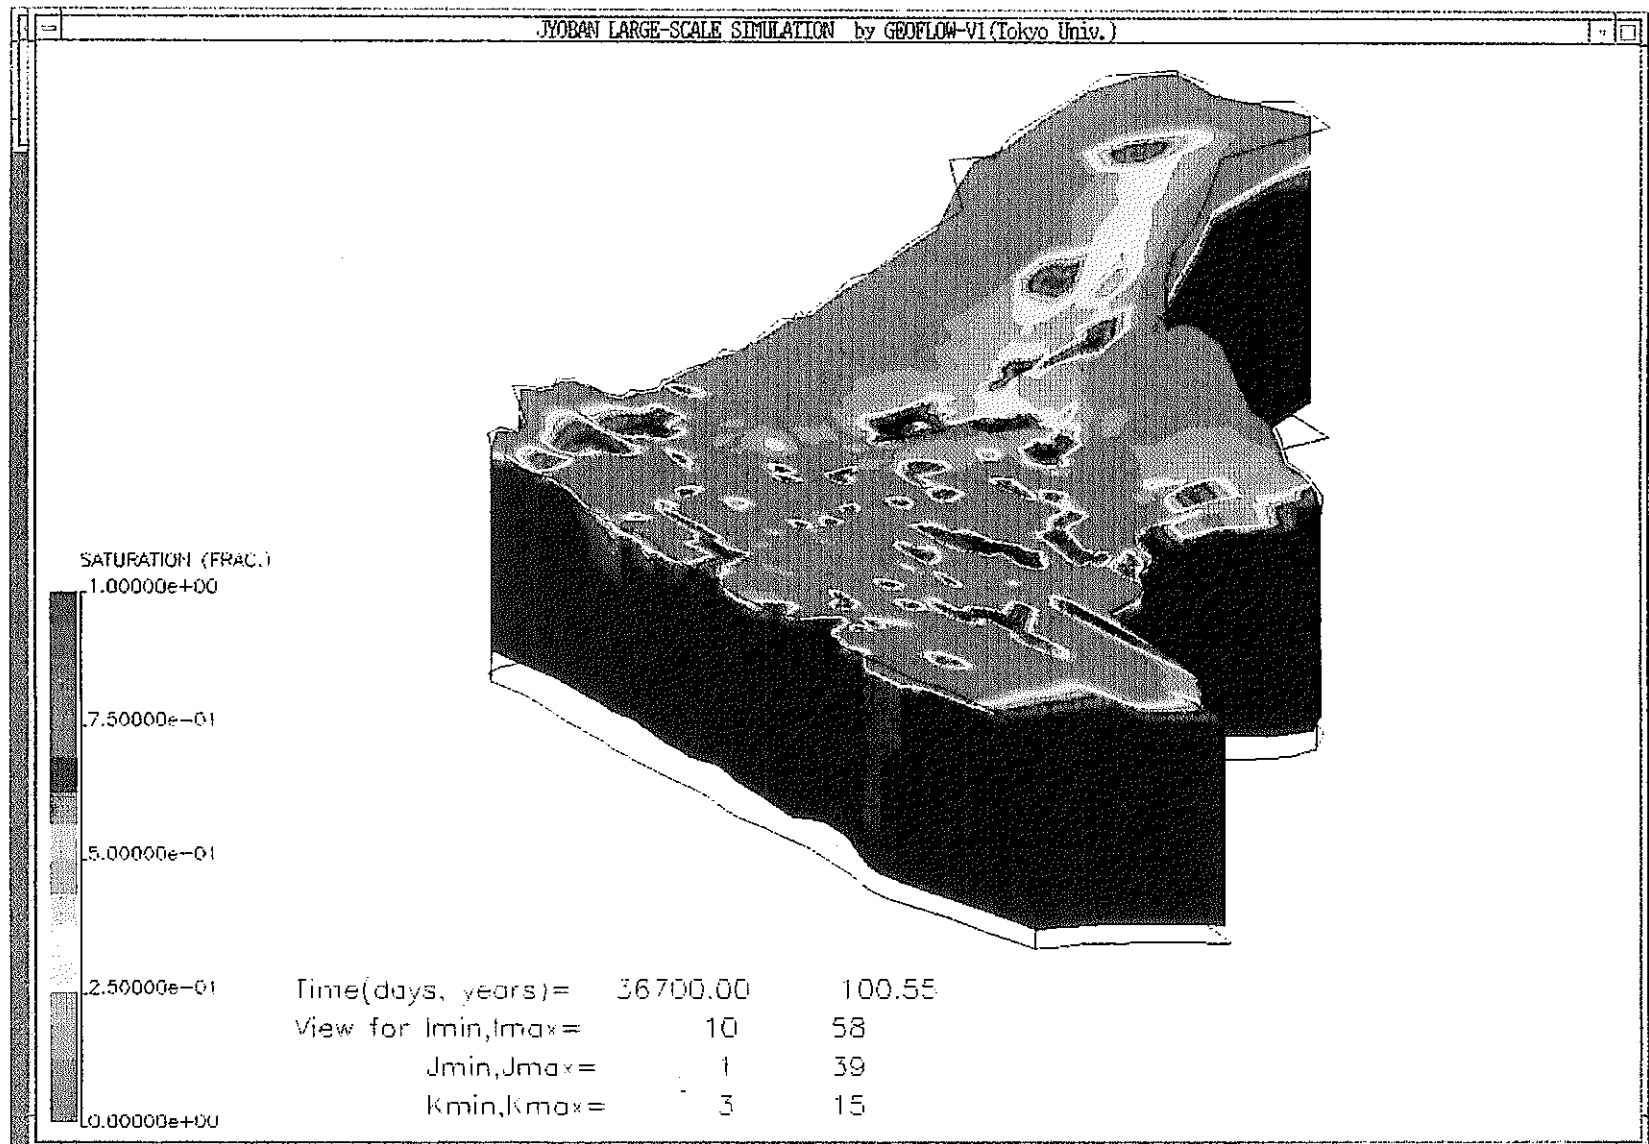 JYOBAN LARGE-SCALE SIMULATION by GEOFLOW-V1(Tokyo Univ.)
SATURATION (FRAC.)
1.00000e+00
7.50000e-01
5.00000e-01
2.50000e-01
0.00000e+00
Time(days, years)= 36700.00 100.55
View for Imin,Imax= 10 58
Jmin,Jmax= 1 39
Kmin,Kmax= 3 15